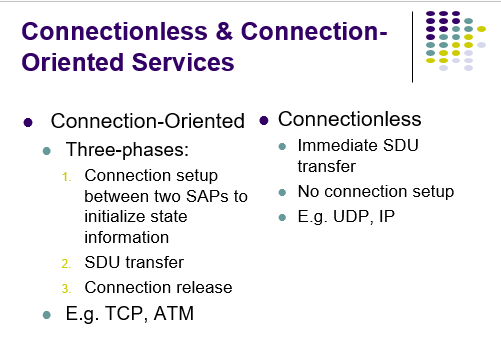 Connectionless & Connection-
Oriented Services
Connection-Oriented
Three-phases:
1. Connection setup
between two SAPs to
initialize state
information
2. SDU transfer
3. Connection release
E.g. TCP, ATM
Connectionless
Immediate SDU
transfer
No connection setup
E.g. UDP, IP